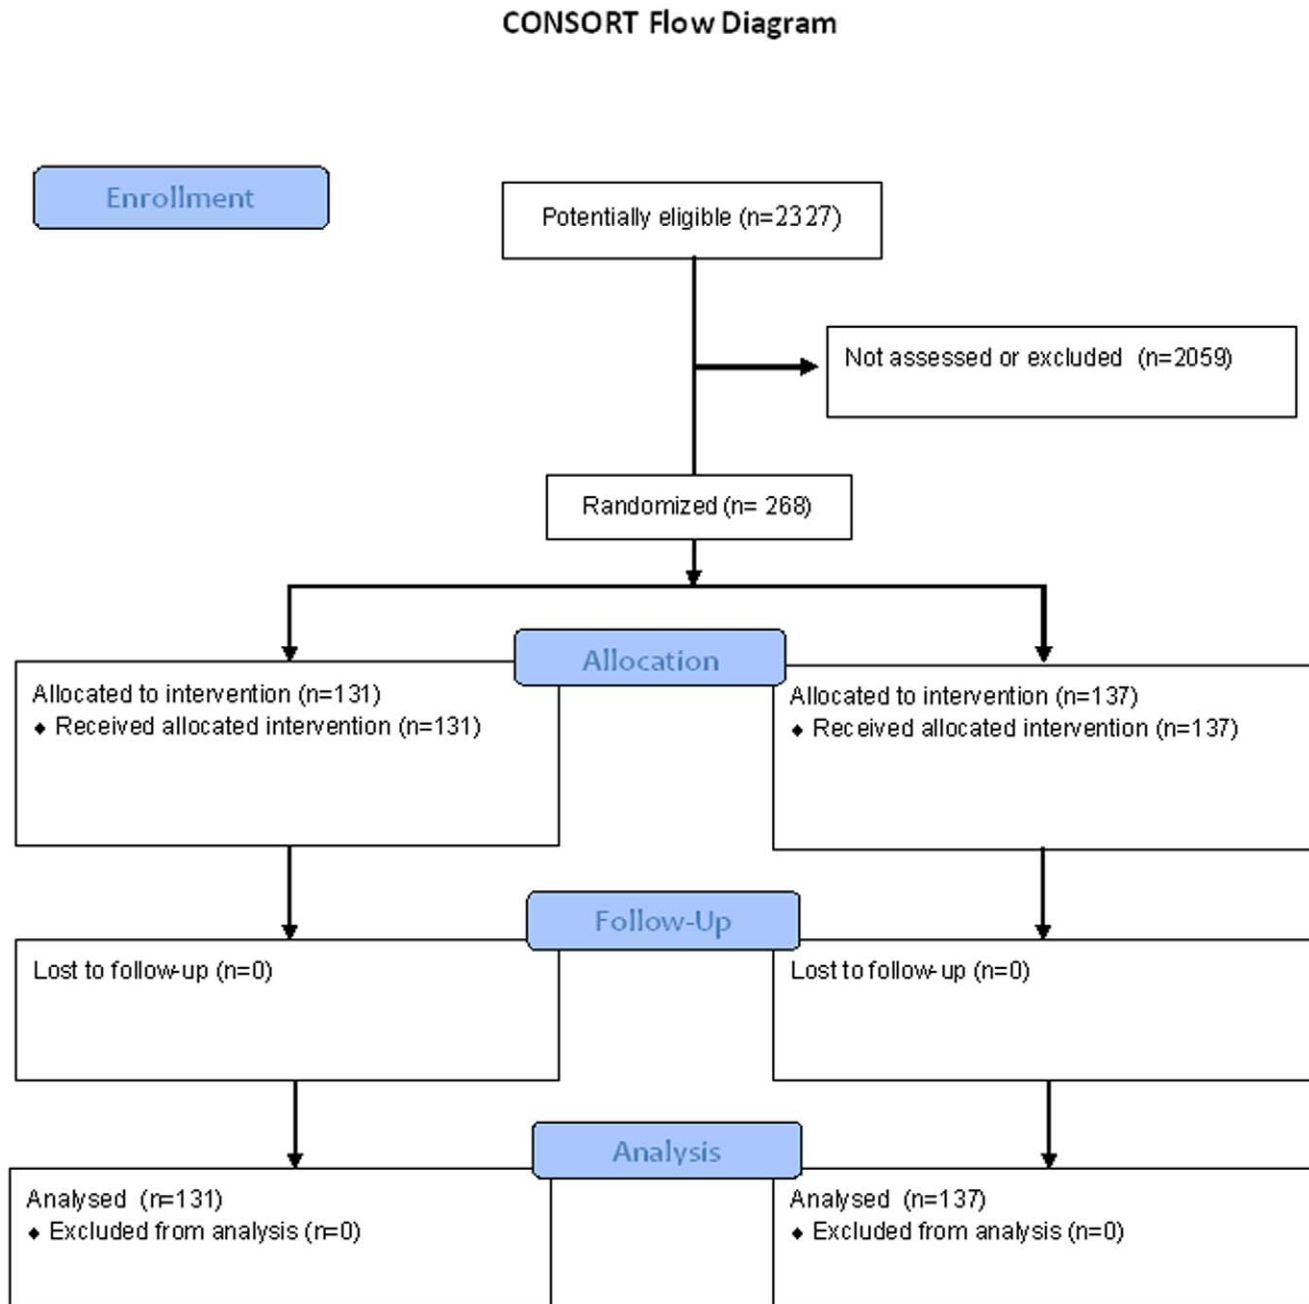 CONSORT Flow Diagram
Enrollment
Potentially eligible (n=2327)
Not assessed or excluded (n=2059)
Randomized (n= 268)
Allocation
Allocated to intervention (n=131)
♦ Received allocated intervention (n=131)
Allocated to intervention (n=137)
♦ Received allocated intervention (n=137)
Follow-Up
Lost to follow-up (n=0)
Lost to follow-up (n=0)
Analysis
Analysed (n=131)
♦ Excluded from analysis (n=0)
Analysed (n=137)
♦ Excluded from analysis (n=0)